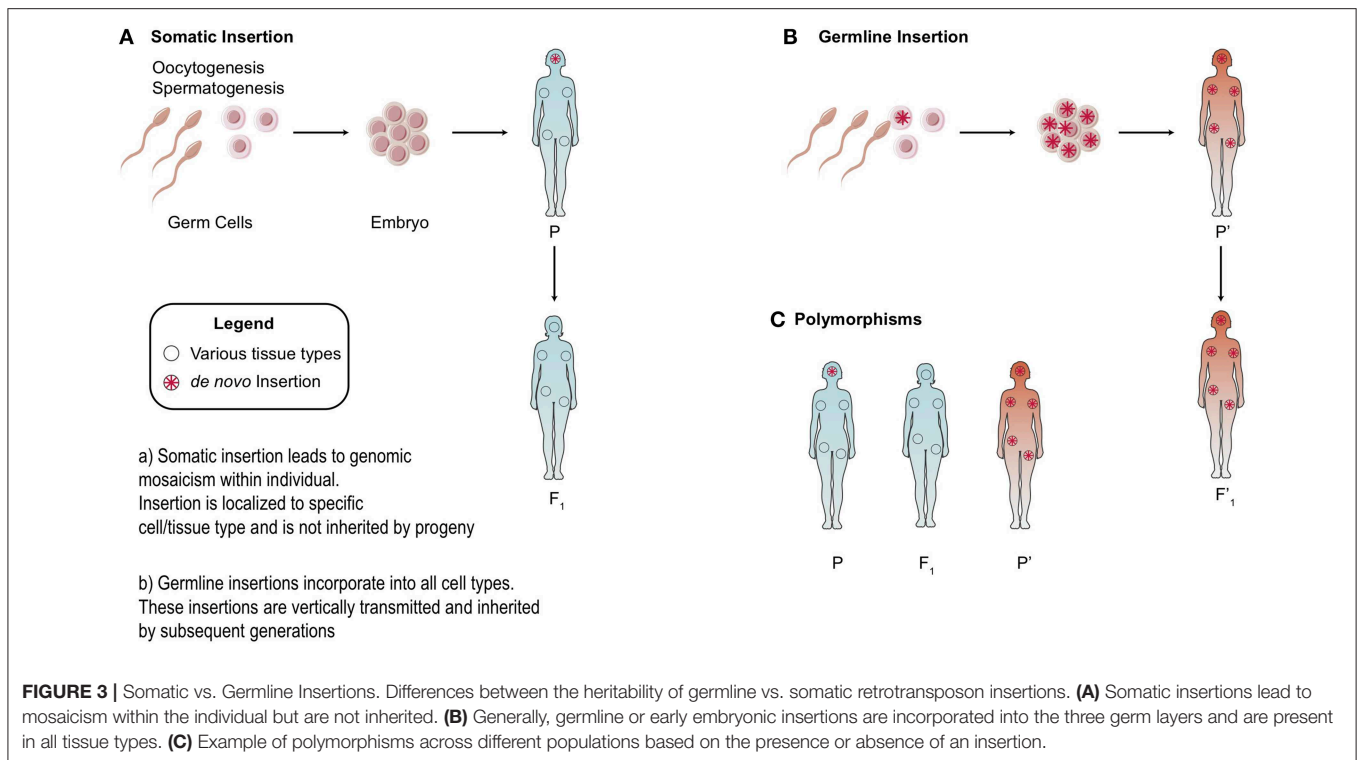 A Somatic Insertion
Oocytogenesis
Spermatogenesis
Germ Cells
Embryo
P
F1
Legend
Various tissue types
de novo Insertion
a) Somatic insertion leads to genomic
mosaicism within individual.
Insertion is localized to specific
cell/tissue type and is not inherited by progeny
b) Germline insertions incorporate into all cell types.
These insertions are vertically transmitted and inherited
by subsequent generations
B Germline Insertion
P'
F'1
C Polymorphisms
P
F1
P'
FIGURE 3 | Somatic vs. Germline Insertions. Differences between the heritability of germline vs. somatic retrotransposon insertions. (A) Somatic insertions lead to
mosaicism within the individual but are not inherited. (B) Generally, germline or early embryonic insertions are incorporated into the three germ layers and are present
in all tissue types. (C) Example of polymorphisms across different populations based on the presence or absence of an insertion.